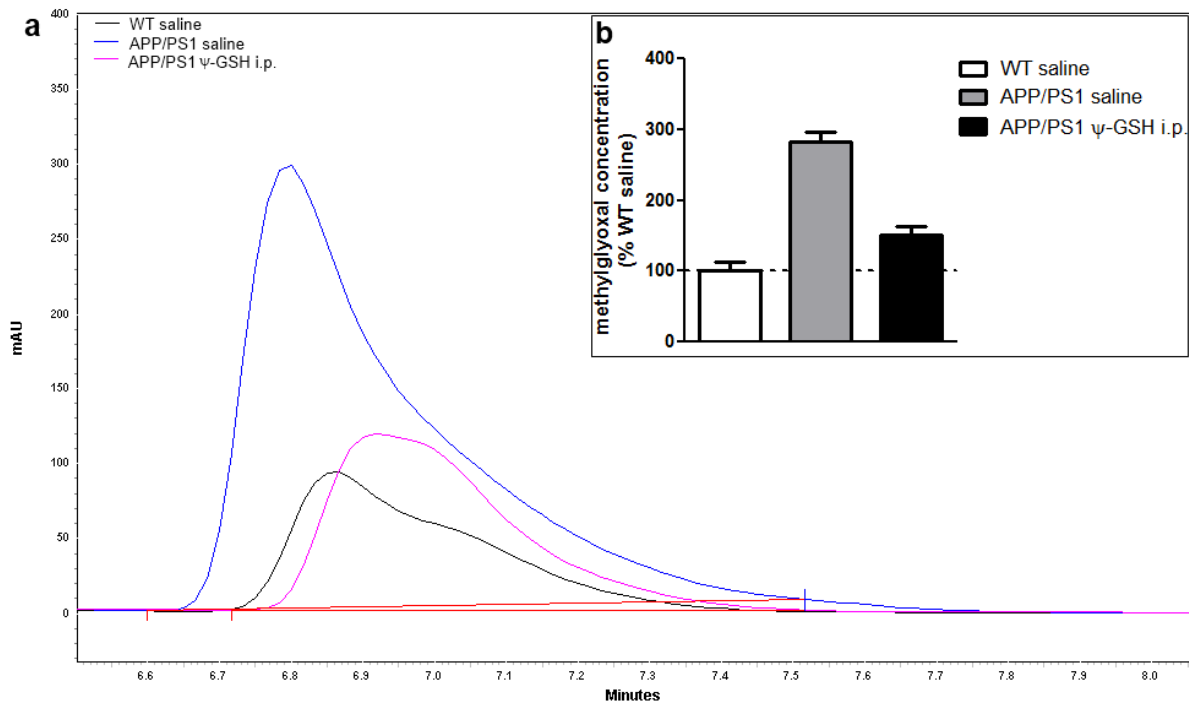 a
WT saline
APP/PS1 saline
APP/PS1 ψ-GSH i.p.
400
350
300
250
200
150
100
50
0
mAU
6.6 6.7 6.8 6.9 7.0 7.1 7.2 7.3 7.4 7.5 7.6 7.7 7.8 7.9 8.0
Minutes
b
methylglyoxal concentration
(% WT saline)
400
300
200
100
0
WT saline
APP/PS1 saline
APP/PS1 ψ-GSH i.p.